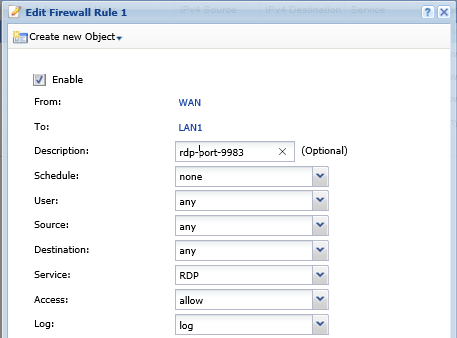 Edit Firewall Rule 1
IPv4 Source IPv4 Destination Service
Create new Object
Enable
From: WAN
To: LAN1
Description: rdp-port-9983 (Optional)
Schedule: none
User: any
Source: any
Destination: any
Service: RDP
Access: allow
Log: log